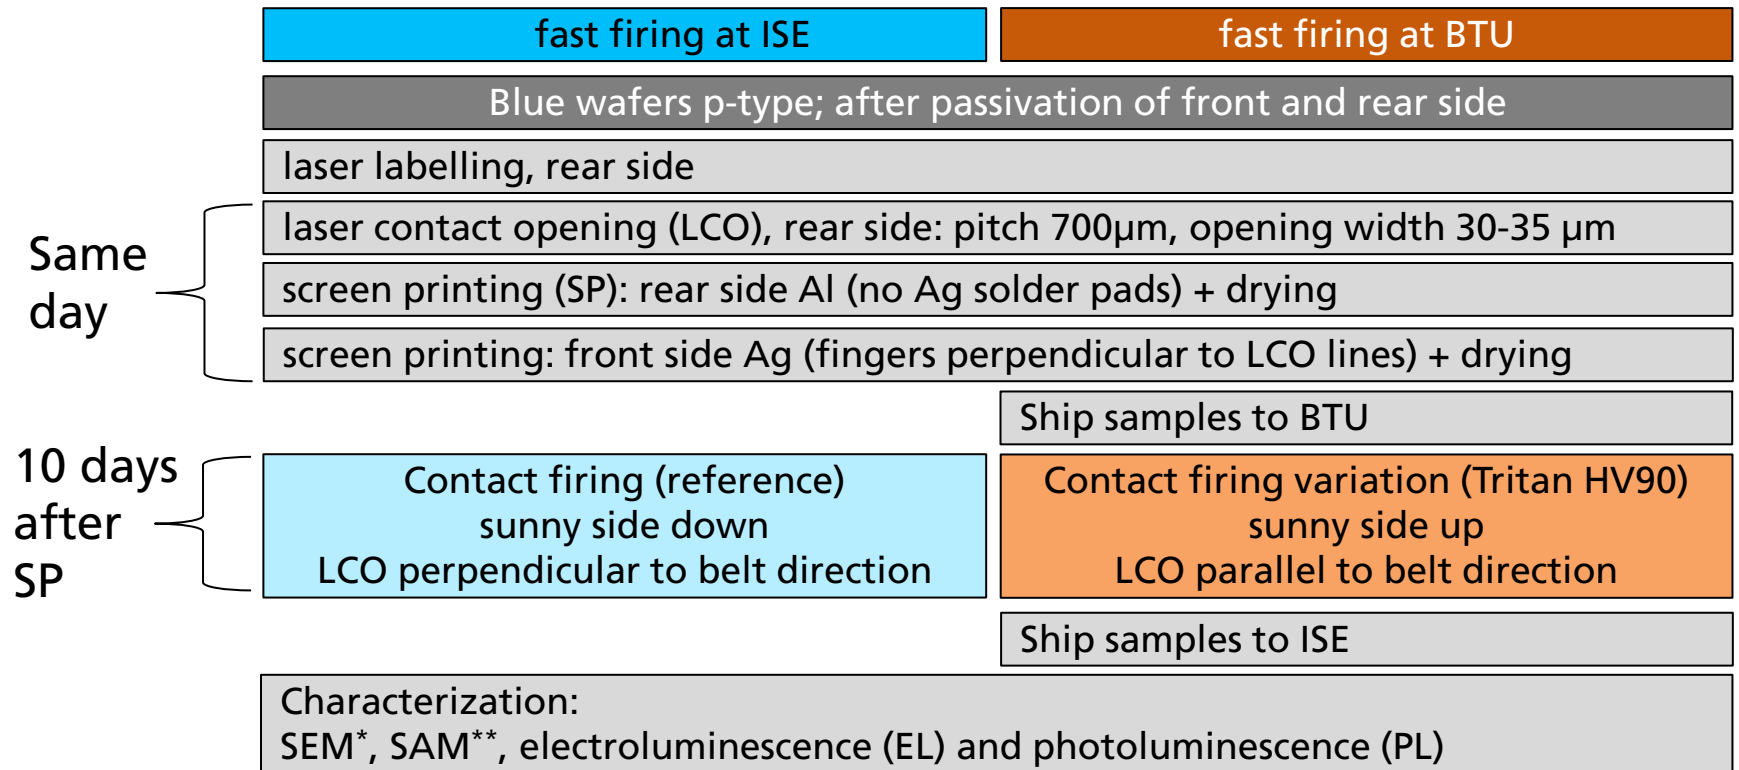 fast firing at ISE
fast firing at BTU
Blue wafers p-type; after passivation of front and rear side
laser labelling, rear side
Same
day
laser contact opening (LCO), rear side: pitch 700µm, opening width 30-35 µm
screen printing (SP): rear side Al (no Ag solder pads) + drying
screen printing: front side Ag (fingers perpendicular to LCO lines) + drying
Ship samples to BTU
10 days
after
SP
Contact firing (reference)
sunny side down
LCO perpendicular to belt direction
Contact firing variation (Tritan HV90)
sunny side up
LCO parallel to belt direction
Ship samples to ISE
Characterization:
SEM*, SAM**, electroluminescence (EL) and photoluminescence (PL)